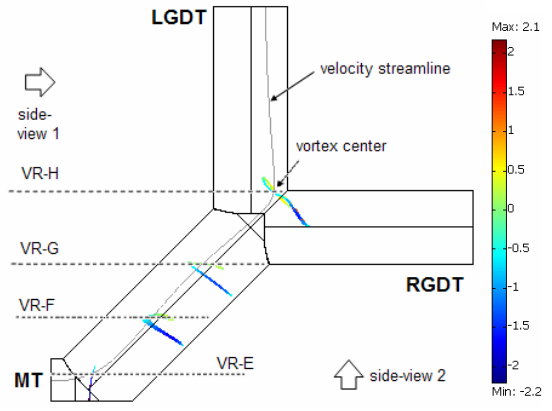 LGDT
Max: 2.1
2
velocity streamline
1.5
side-
view 1
1
vortex center
VR-H
0.5
0
VR-G
-0.5
RGDT
VR-F
-1
-1.5
VR-E
MT
side-view 2
-2
Min: -2.2